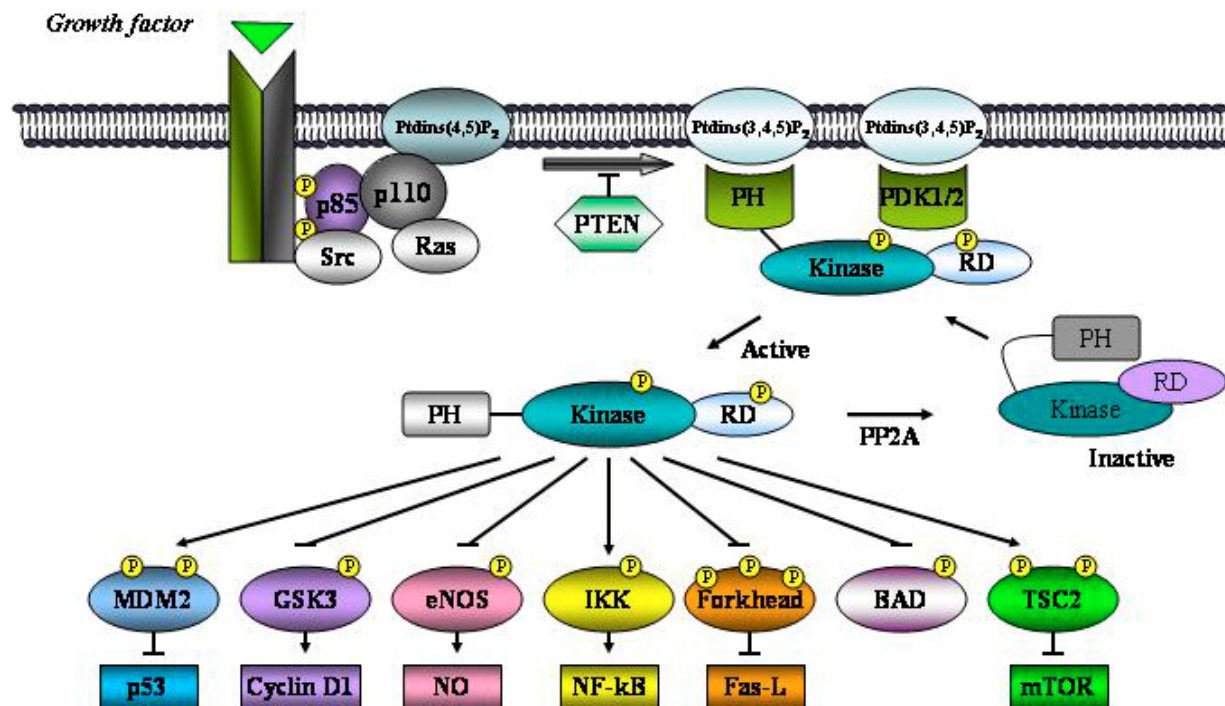 Growth factor
Ptdins(4,5)P2
Ptdins(3,4,5)P2
Ptdins(3,4,5)P2
P
p85
p110
P
Src
Ras
PTEN
PH
PDK1/2
P
P
Kinase
RD
Active
PH
RD
Kinase
Inactive
P
P
PH
Kinase
RD
PP2A
P
P
P
P
P
P
P
P
P
P
P
MDM2
GSK3
eNOS
IKK
Forkhead
BAD
TSC2
p53
Cyclin D1
NO
NF-kB
Fas-L
mTOR